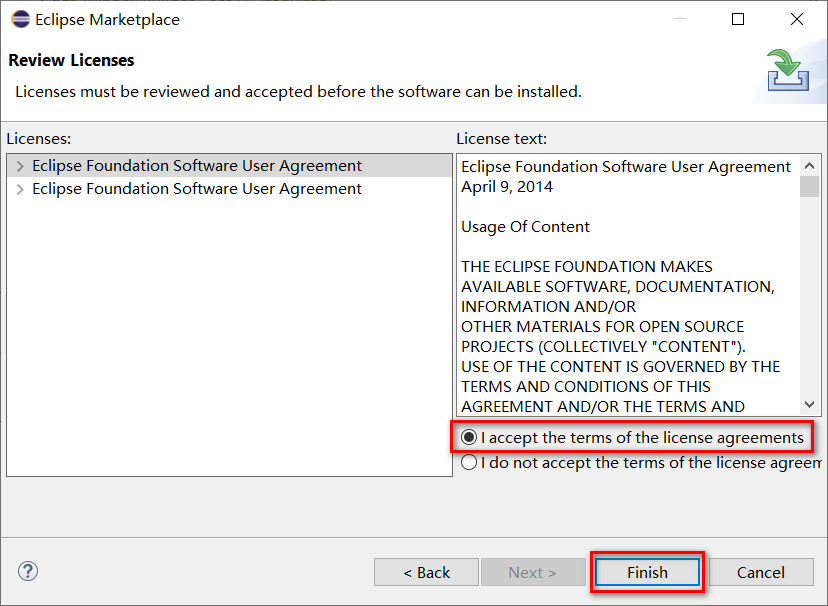 Eclipse Marketplace
Review Licenses
Licenses must be reviewed and accepted before the software can be installed.
Licenses:
Eclipse Foundation Software User Agreement
Eclipse Foundation Software User Agreement
License text:
Eclipse Foundation Software User Agreement
April 9, 2014
Usage Of Content
THE ECLIPSE FOUNDATION MAKES
AVAILABLE SOFTWARE, DOCUMENTATION,
INFORMATION AND/OR
OTHER MATERIALS FOR OPEN SOURCE
PROJECTS (COLLECTIVELY "CONTENT").
USE OF THE CONTENT IS GOVERNED BY THE
TERMS AND CONDITIONS OF THIS
AGREEMENT AND/OR THE TERMS AND
I accept the terms of the license agreements
I do not accept the terms of the license agreem
?
< Back
Next >
Finish
Cancel